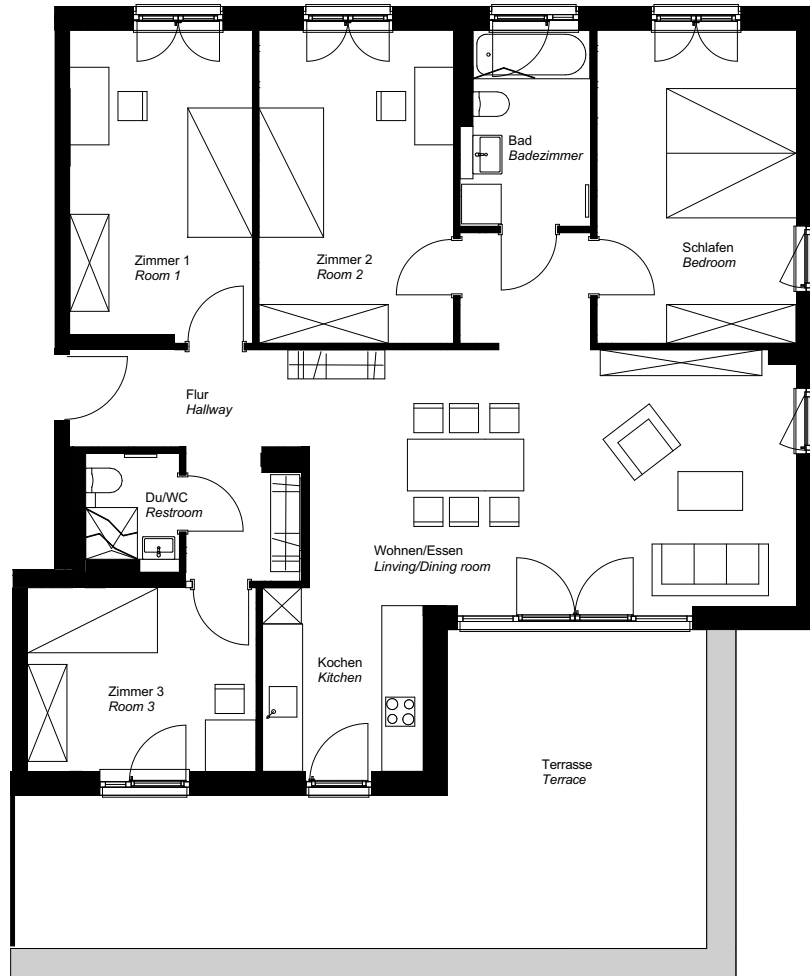 Bad
Badezimmer
Zimmer 1
Room 1
Zimmer 2
Room 2
Schlafen
Bedroom
Flur
Hallway
Du/WC
Restroom
Wohnen/Essen
Linving/Dining room
Kochen
Kitchen
Zimmer 3
Room 3
Terrasse
Terrace